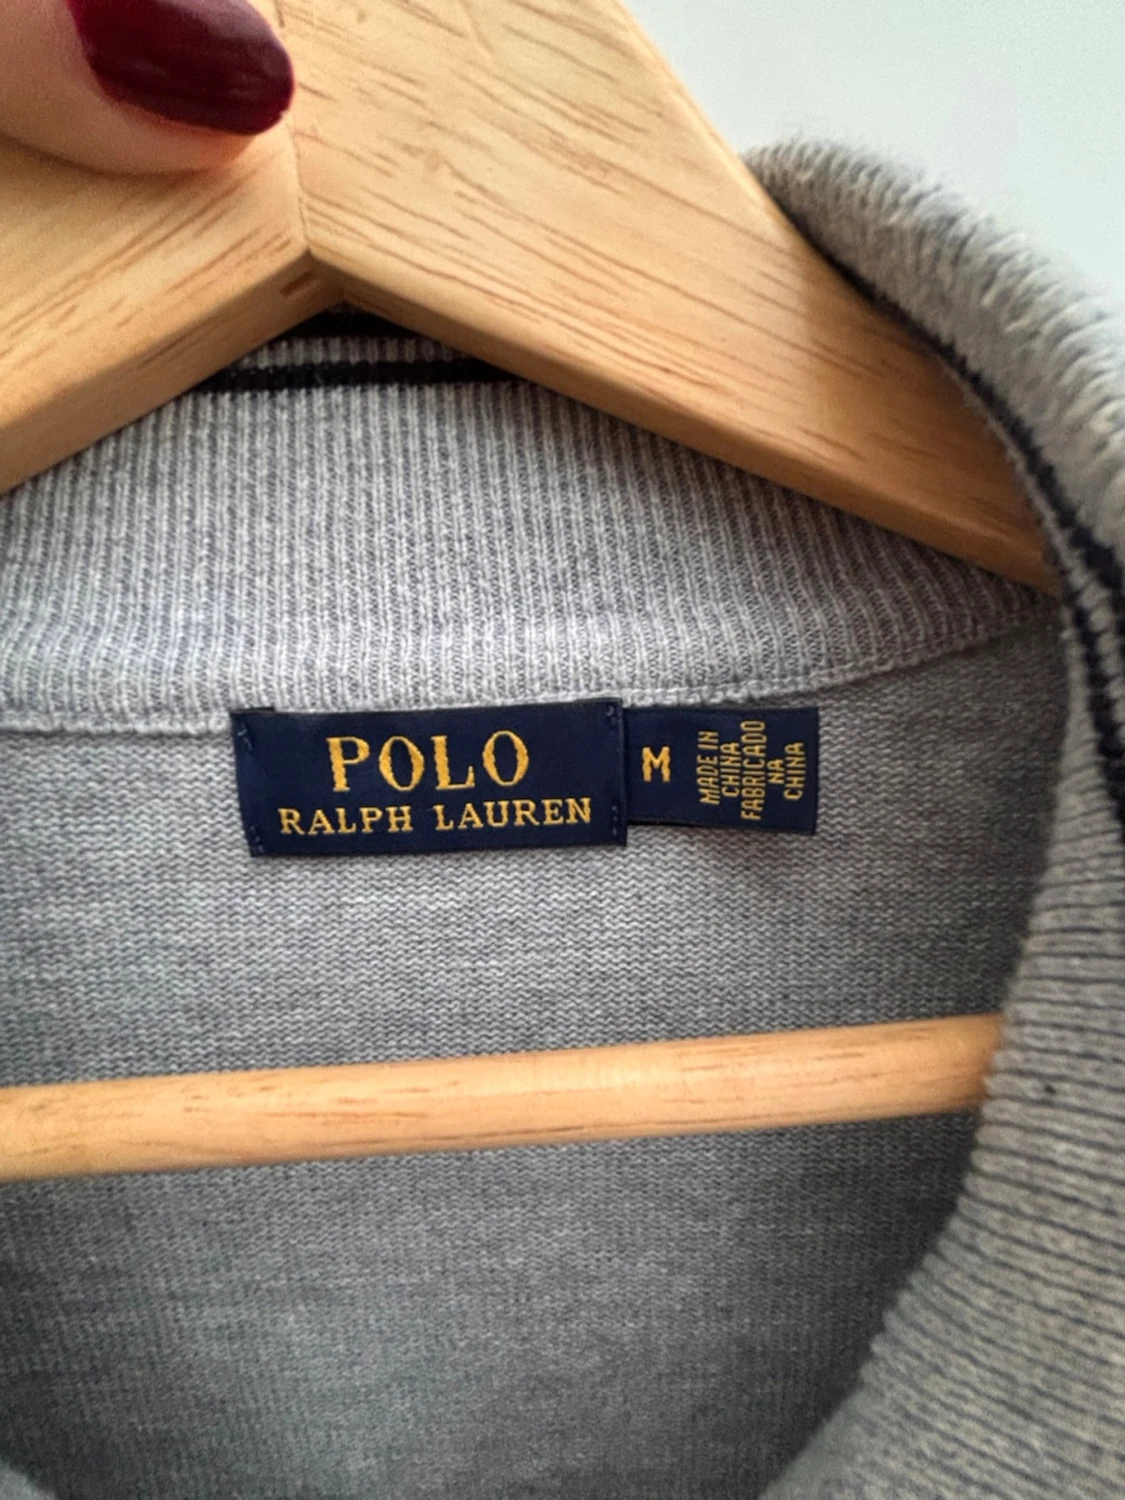 POLO
RALPH LAUREN
M
MADE IN
CHINA
FABRICADO
NA
CHINA